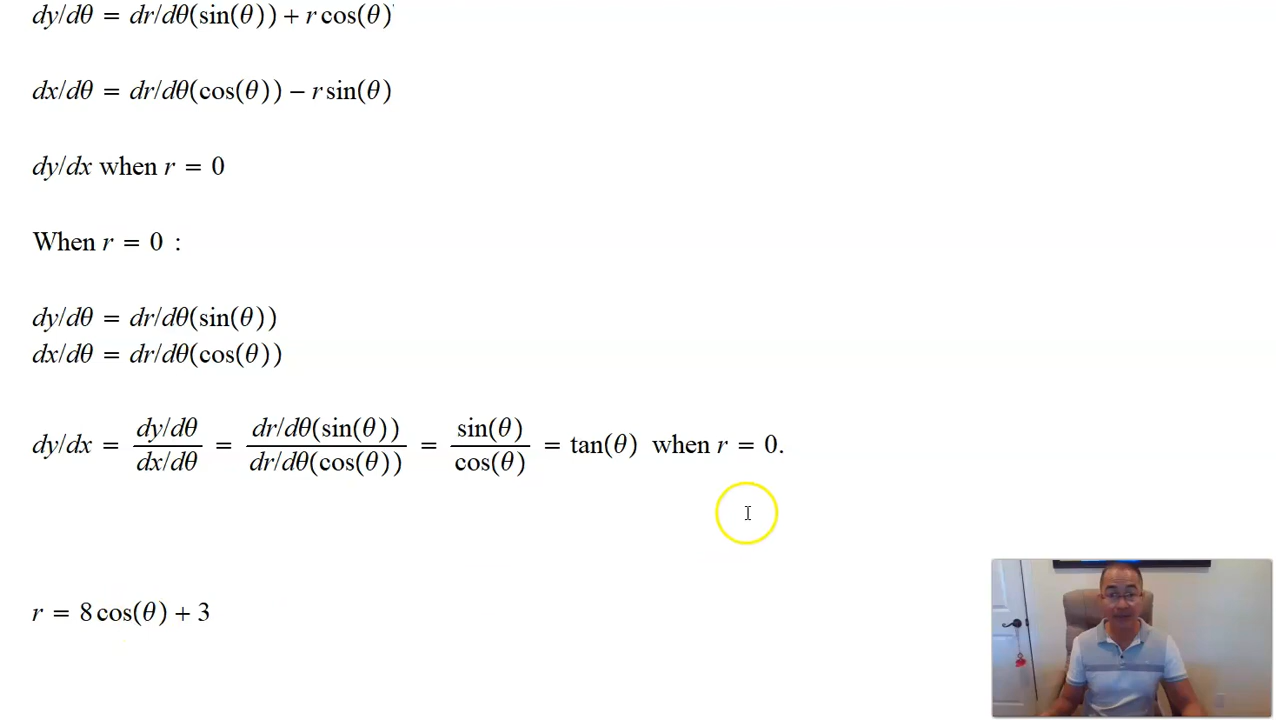 dy/dθ = dr/dθ(sin(θ)) + r cos(θ)
dx/dθ = dr/dθ(cos(θ)) − r sin(θ)
dy/dx when r = 0
When r = 0 :
dy/dθ = dr/dθ(sin(θ))
dx/dθ = dr/dθ(cos(θ))
dy/dx = (dy/dθ)/(dx/dθ) = (dr/dθ(sin(θ)))/(dr/dθ(cos(θ))) = sin(θ)/cos(θ) = tan(θ) when r = 0.
r = 8 cos(θ) + 3